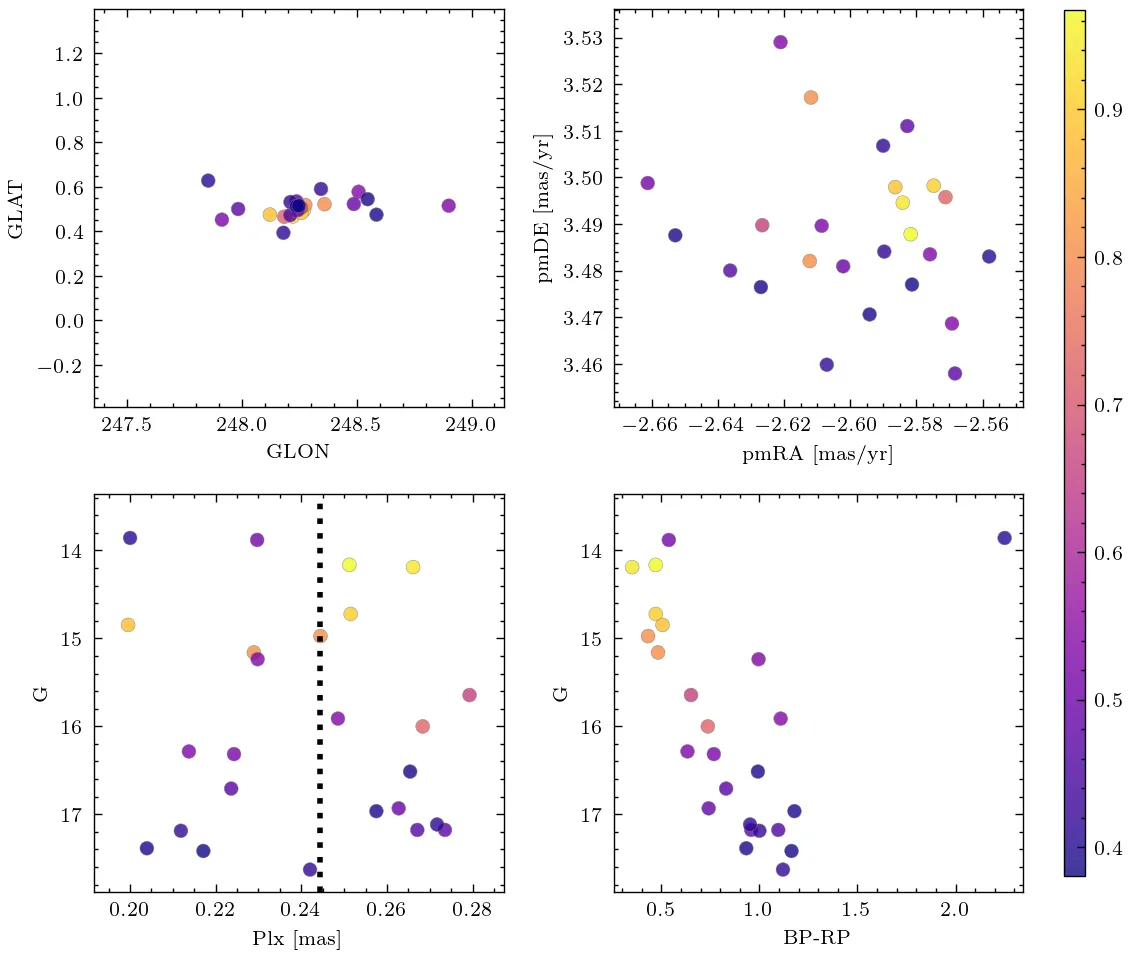 1.2
1.0
0.8
0.6
0.4
0.2
0.0
−0.2
GLAT
247.5 248.0 248.5 249.0
GLON
3.53
3.52
3.51
3.50
3.49
3.48
3.47
3.46
pmDE [mas/yr]
−2.66 −2.64 −2.62 −2.60 −2.58 −2.56
pmRA [mas/yr]
14
15
16
17
G
0.20 0.22 0.24 0.26 0.28
Plx [mas]
14
15
16
17
G
0.5 1.0 1.5 2.0
BP-RP
0.9
0.8
0.7
0.6
0.5
0.4